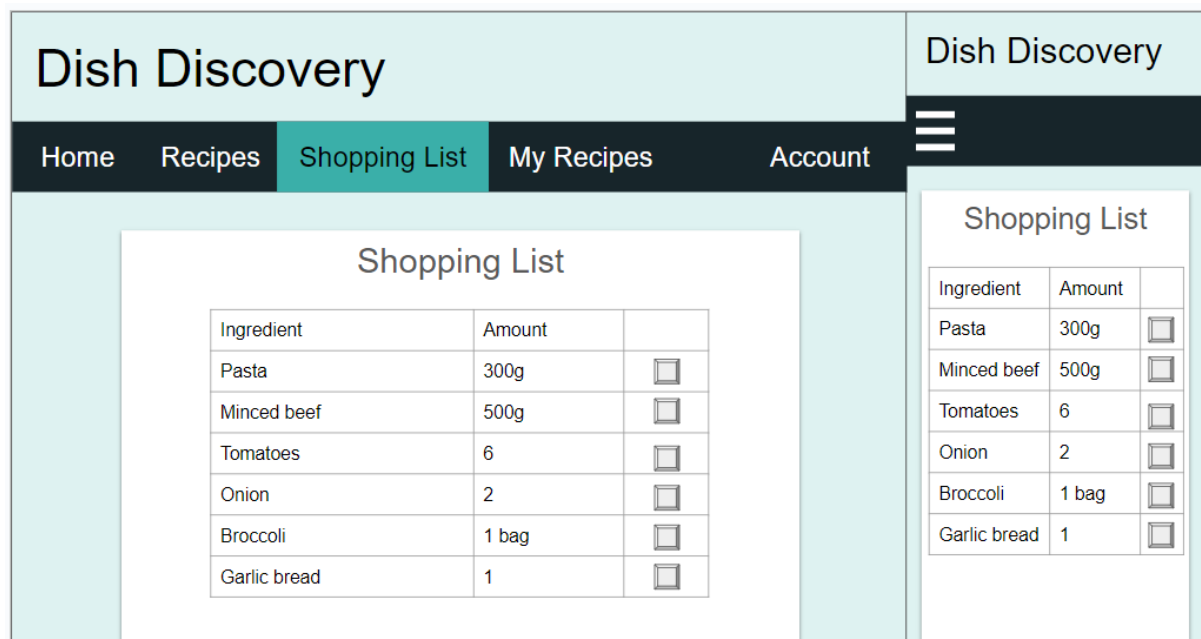 Dish Discovery
Home Recipes Shopping List My Recipes Account
Shopping List
Ingredient Amount
Pasta 300g
Minced beef 500g
Tomatoes 6
Onion 2
Broccoli 1 bag
Garlic bread 1
Dish Discovery
Shopping List
Ingredient Amount
Pasta 300g
Minced beef 500g
Tomatoes 6
Onion 2
Broccoli 1 bag
Garlic bread 1